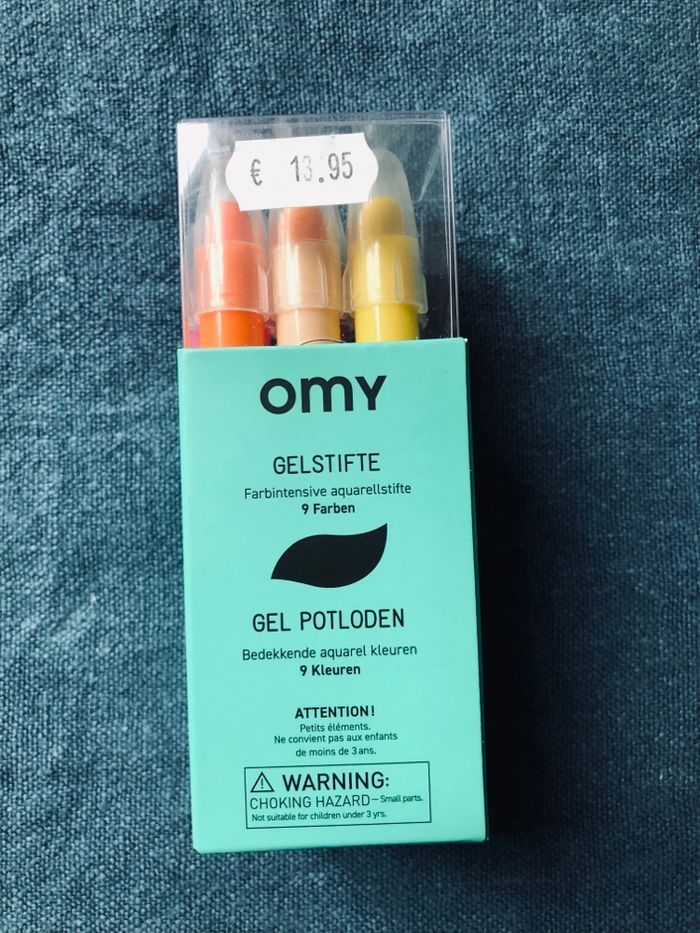 € 13.95
omy
GELSTIFTE
Farbintensive aquarellstifte
9 Farben
GEL POTLODEN
Bedekkende aquarel kleuren
9 Kleuren
ATTENTION!
Petits éléments.
Ne convient pas aux enfants
de moins de 3 ans.
⚠ WARNING:
CHOKING HAZARD – Small parts.
Not suitable for children under 3 yrs.